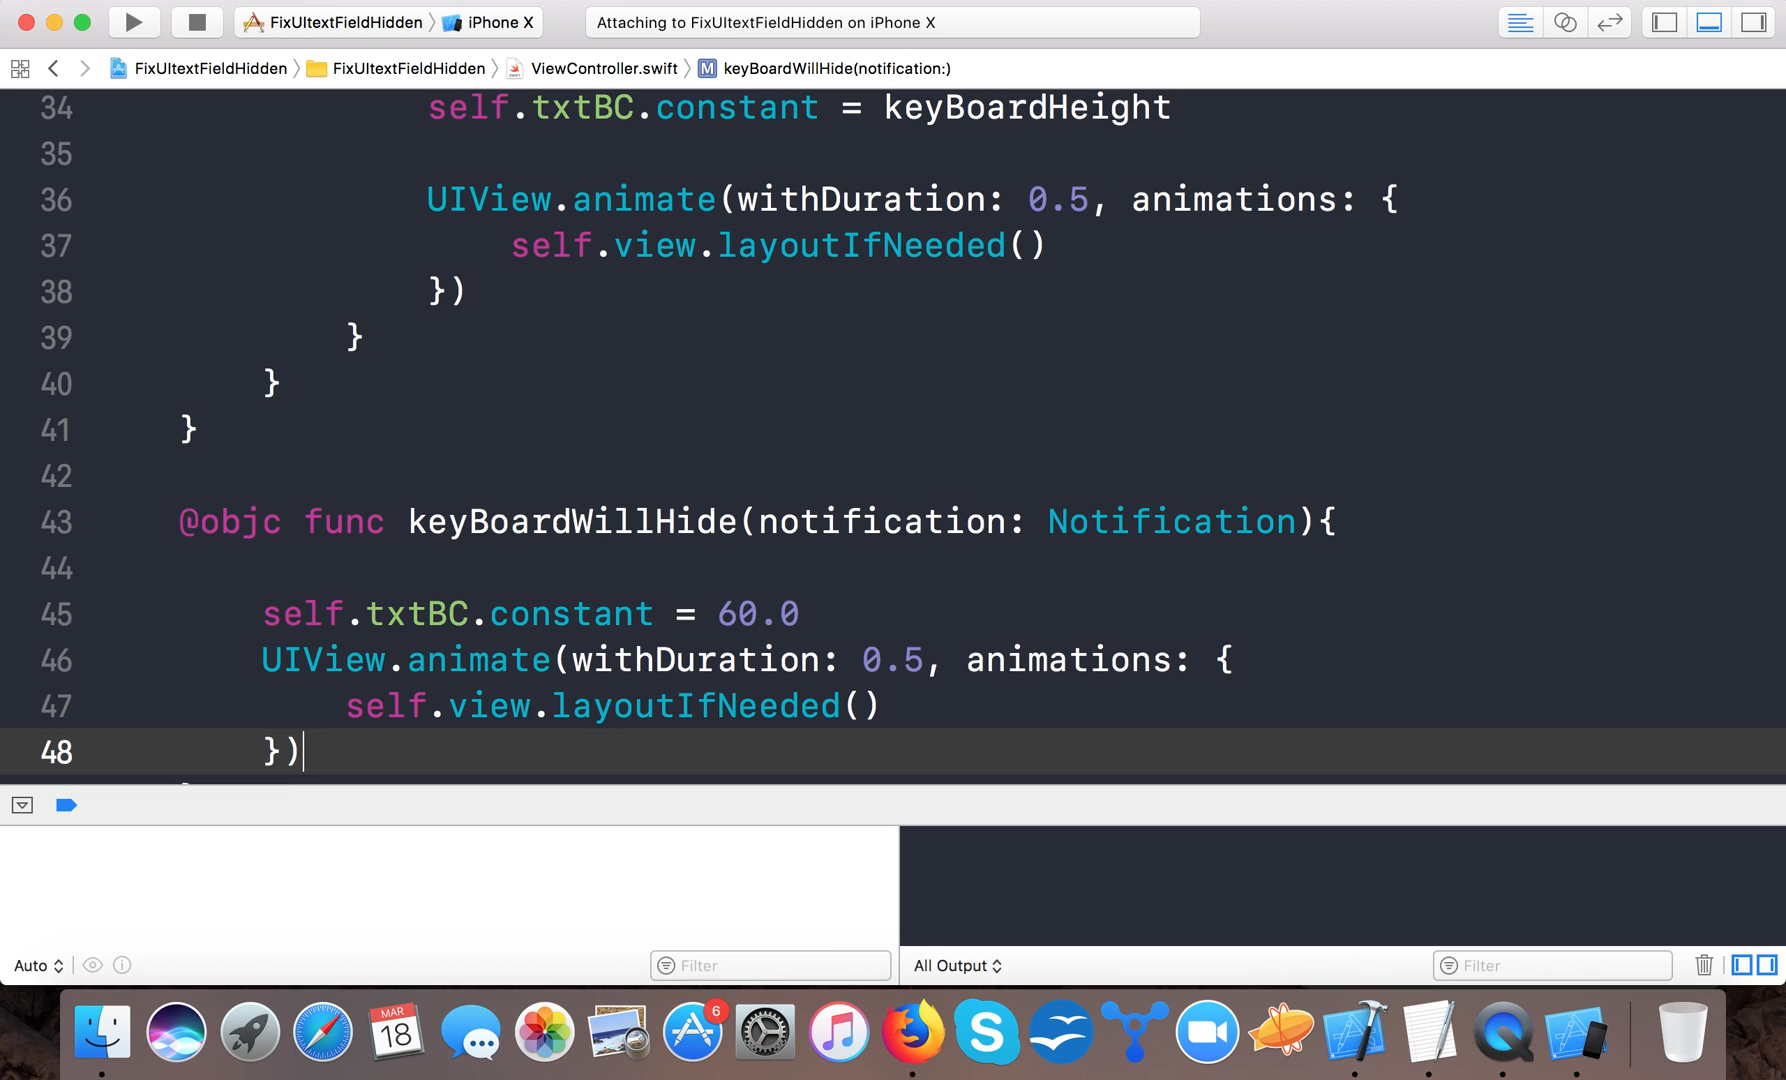 FixUItextFieldHidden iPhone X
Attaching to FixUItextFieldHidden on iPhone X
FixUItextFieldHidden FixUItextFieldHidden ViewController.swift M keyBoardWillHide(notification:)
34 self.txtBC.constant = keyBoardHeight
35
36 UIView.animate(withDuration: 0.5, animations: {
37 self.view.layoutIfNeeded()
38 })
39 }
40 }
41 }
42
43 @objc func keyBoardWillHide(notification: Notification){
44
45 self.txtBC.constant = 60.0
46 UIView.animate(withDuration: 0.5, animations: {
47 self.view.layoutIfNeeded()
48 })
Auto Filter All Output Filter
MAR
18
6